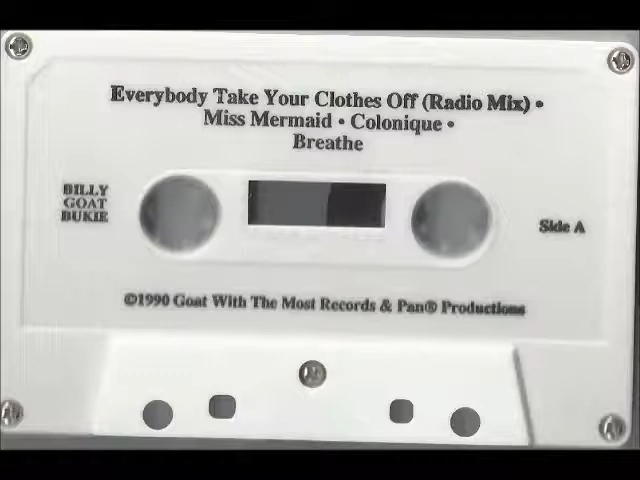 Everybody Take Your Clothes Off (Radio Mix) •
Miss Mermaid • Colonique •
Breathe
BILLY
GOAT
BUKIE
Side A
©1990 Goat With The Most Records & Pan® Productions